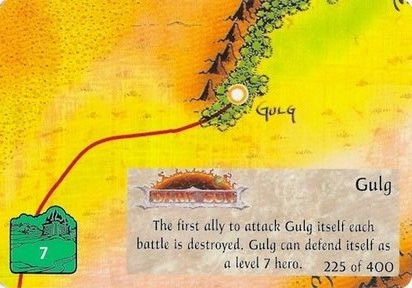 GULG
DARK SUN
Gulg
The first ally to attack Gulg itself each
battle is destroyed. Gulg can defend itself as
a level 7 hero. 225 of 400
7